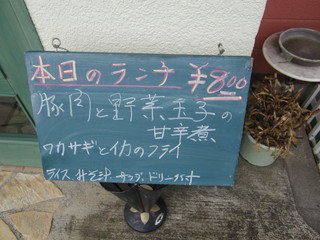 本日のランチ ¥800
豚肉と野菜玉子の
甘辛煮
ワカサギとイカのフライ
ライス、みそ汁、サラダ、ドリンク付